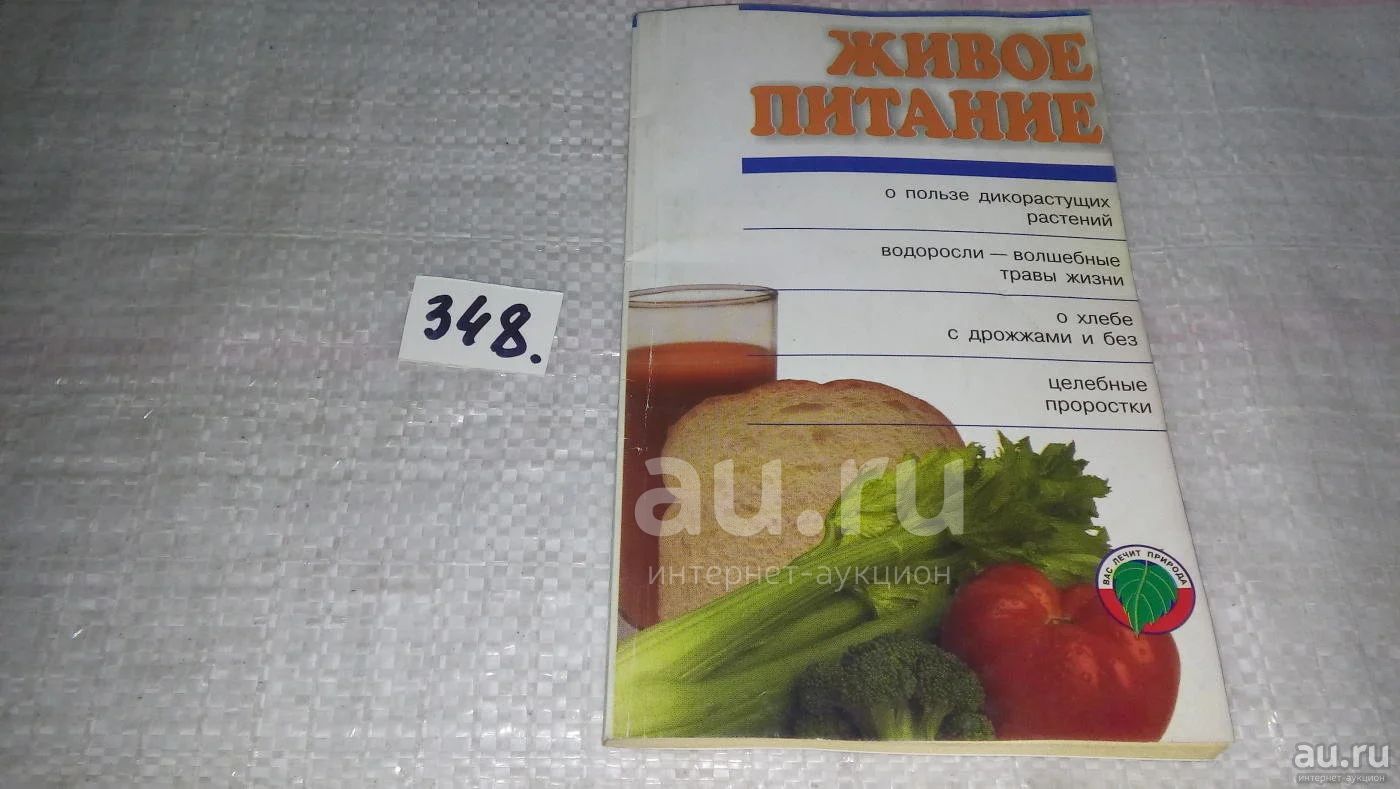 ЖИВОЕ
ПИТАНИЕ
о пользе дикорастущих
растений
водоросли — волшебные
травы жизни
о хлебе
с дрожжами и без
целебные
проростки
348.
au.ru
интернет-аукцион
ВАС ЛЕЧИТ ПРИРОДА
au.ru
интернет-аукцион